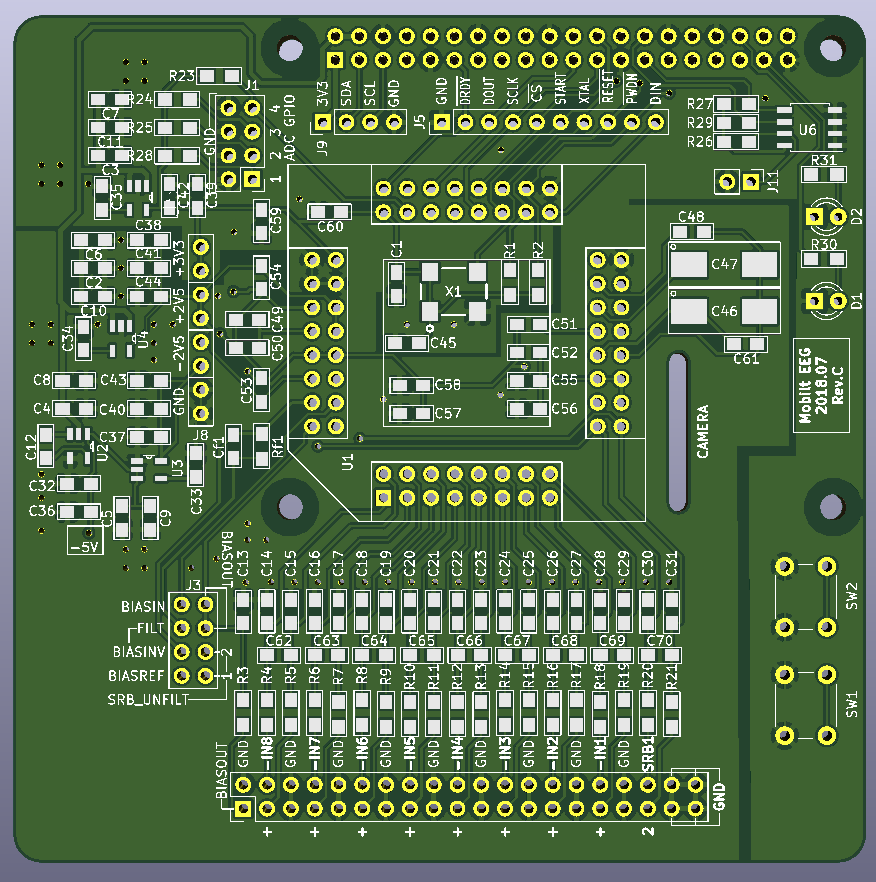 R23
J1
R24
C7
R25
C11
R28
C3
GND
4
3
2
1
GPIO
ADC
3V3
SDA
SCL
GND
J9
J5
GND
DRDY
DOUT
SCLK
CS
START
XTAL
RESET
PWDN
DIN
R27
R29
R26
U6
J11
R31
D2
R30
D1
C35
C42
C39
C59
C60
C38
C6
C41
C2
C44
C10
+3V3
+2V5
-2V5
GND
C54
C49
C50
C53
C34
U4
C8
C43
C4
C40
C37
C12
U2
U3
J8
C33
Cf1
Rf1
C32
C36
C5
C9
-5V
C1
X1
R1
R2
C45
C51
C52
C55
C56
C58
C57
U1
C48
C47
C46
C61
CAMERA
Mobilt EEG
2018.07
Rev.C
BIASOUT
J3
BIASIN
FILT
BIASINV
2
BIASREF
1
SRB_UNFILT
C13
C14
C15
C16
C17
C18
C19
C20
C21
C22
C23
C24
C25
C26
C27
C28
C29
C30
C31
C62
C63
C64
C65
C66
C67
C68
C69
C70
R3
R4
R5
R6
R7
R8
R9
R10
R11
R12
R13
R14
R15
R16
R17
R18
R19
R20
R21
BIASOUT
GND
-IN8
GND
-IN7
GND
-IN6
GND
-IN5
GND
-IN4
GND
-IN3
GND
-IN2
GND
-IN1
GND
SRB1
GND
+ + + + + + + + 2
SW2
SW1